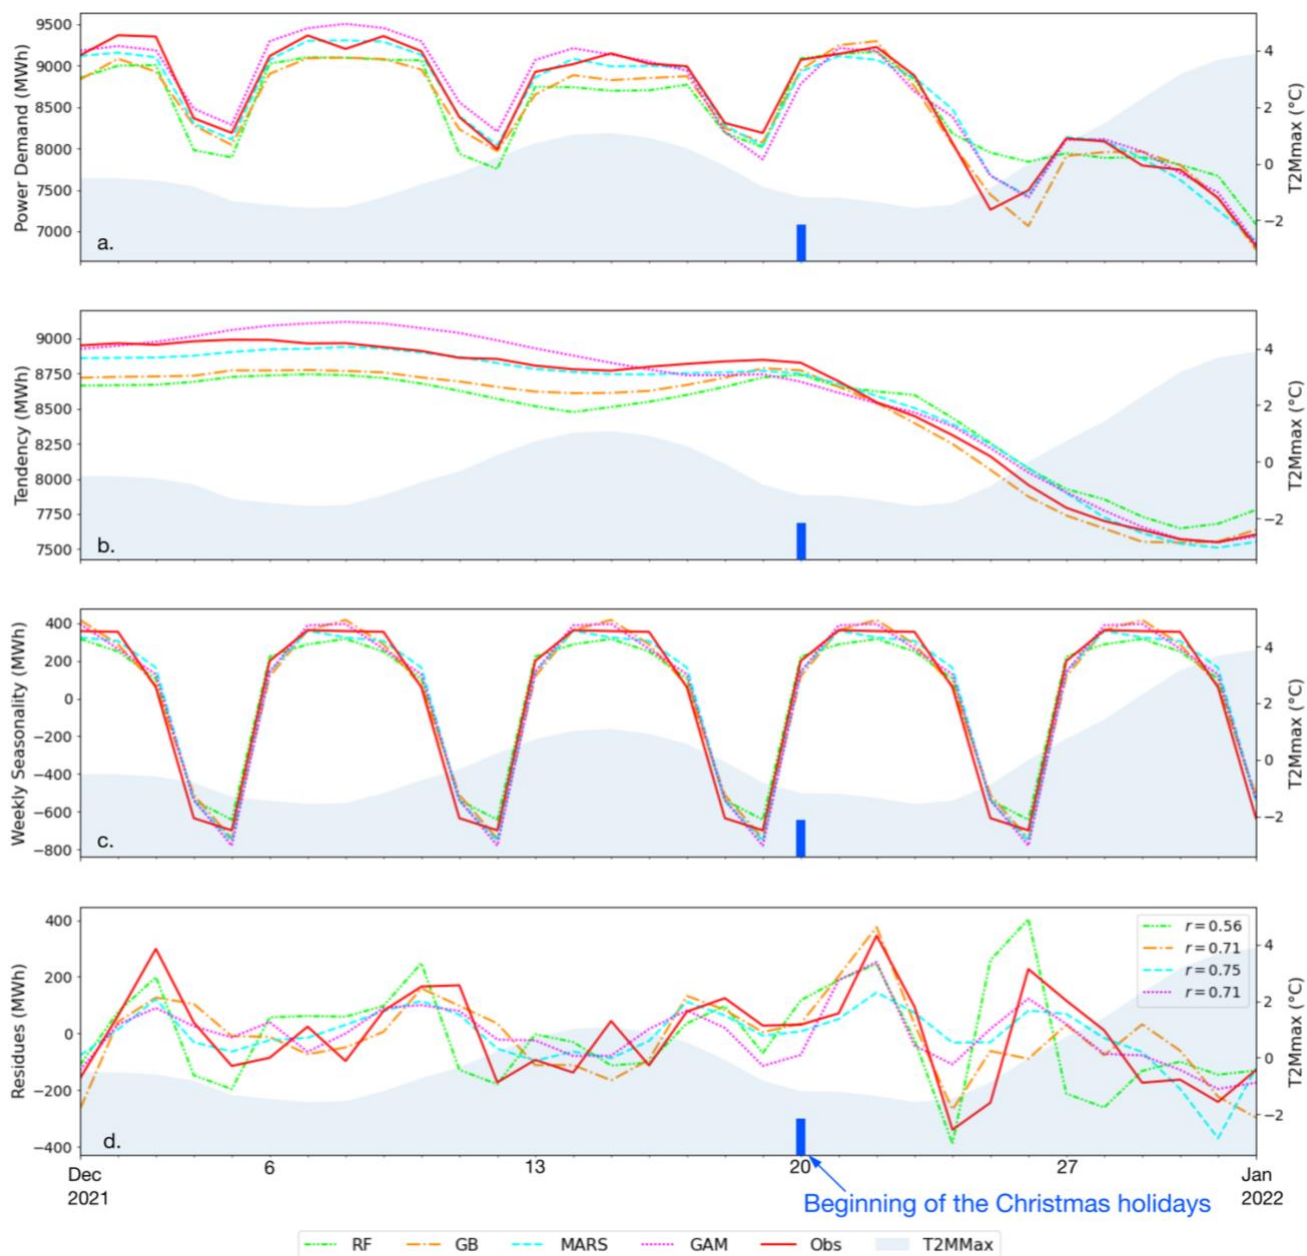 9500
9000
8500
8000
7500
7000
Power Demand (MWh)
4
2
0
−2
T2Mmax (°C)
a.
9000
8750
8500
8250
8000
7750
7500
Tendency (MWh)
4
2
0
−2
T2Mmax (°C)
b.
400
200
0
−200
−400
−600
−800
Weekly Seasonality (MWh)
4
2
0
−2
T2Mmax (°C)
c.
400
200
0
−200
−400
Residues (MWh)
r = 0.56
r = 0.71
r = 0.75
r = 0.71
4
2
0
−2
T2Mmax (°C)
d.
Dec 6 13 20 27 Jan
2021 2022
Beginning of the Christmas holidays
RF GB MARS GAM Obs T2MMax